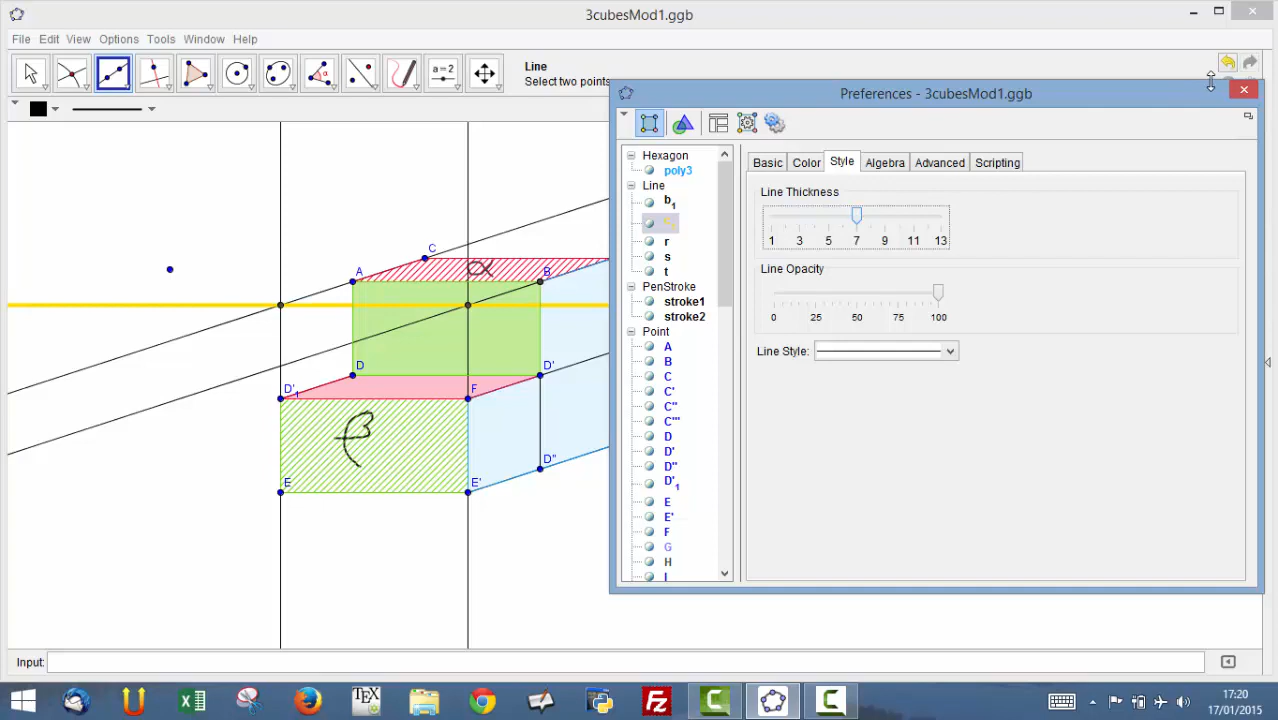 3cubesMod1.ggb
File Edit View Options Tools Window Help
a=2
Line
Select two points
Preferences - 3cubesMod1.ggb
Hexagon
poly3
Line
b1
r
s
t
PenStroke
stroke1
stroke2
Point
A
B
C
C'
C''
C'''
D
D'
D''
D'1
E
E'
F
G
H
I
Basic Color Style Algebra Advanced Scripting
Line Thickness
1 3 5 7 9 11 13
Line Opacity
0 25 50 75 100
Line Style:
C
α
A
B
D
D'
D'1
F
β
D''
E
E'
Input:
TEX
17:20
17/01/2015